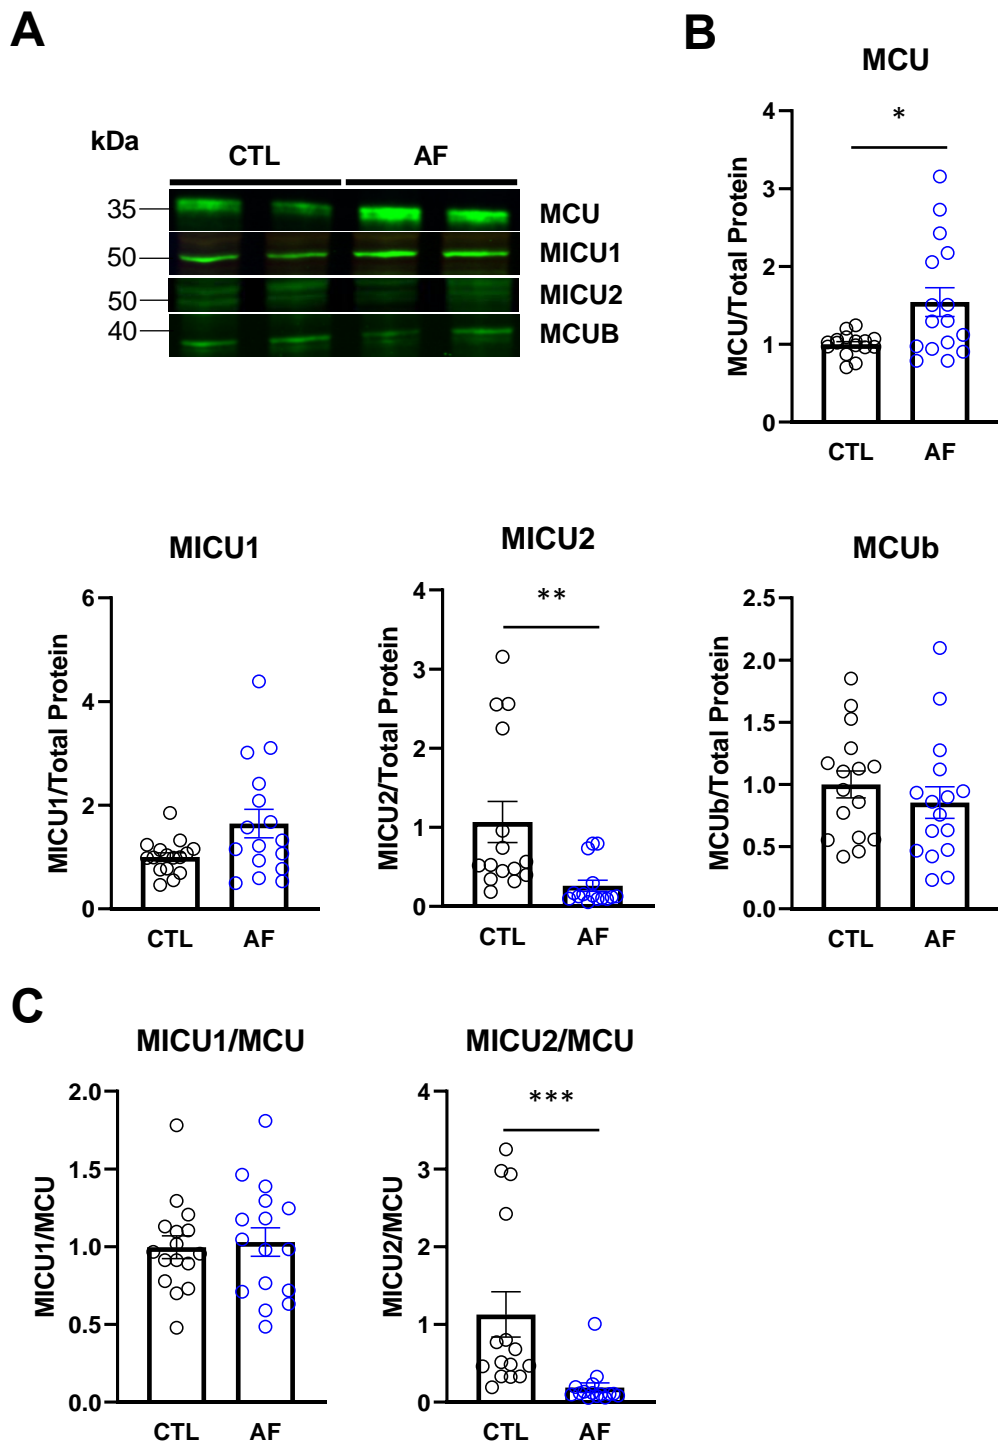 A
kDa
CTL AF
35 MCU
50 MICU1
50 MICU2
40 MCUB
B
MCU
*
MCU/Total Protein
4
3
2
1
0
CTL AF
MICU1
MICU1/Total Protein
6
4
2
0
CTL AF
MICU2
**
MICU2/Total Protein
4
3
2
1
0
CTL AF
MCUb
MCUb/Total Protein
2.5
2.0
1.5
1.0
0.5
0.0
CTL AF
C
MICU1/MCU
MICU1/MCU
2.0
1.5
1.0
0.5
0.0
CTL AF
MICU2/MCU
***
MICU2/MCU
4
3
2
1
0
CTL AF